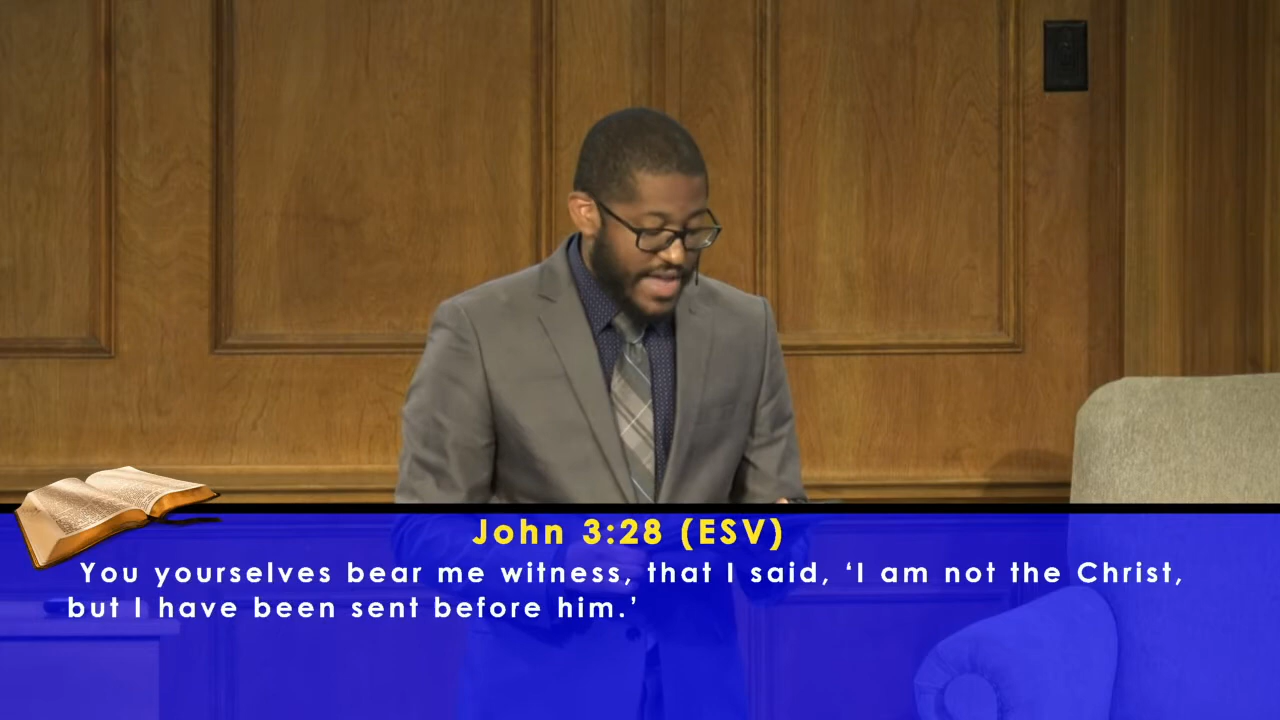 John 3:28 (ESV)
You yourselves bear me witness, that I said, ‘I am not the Christ,
but I have been sent before him.’